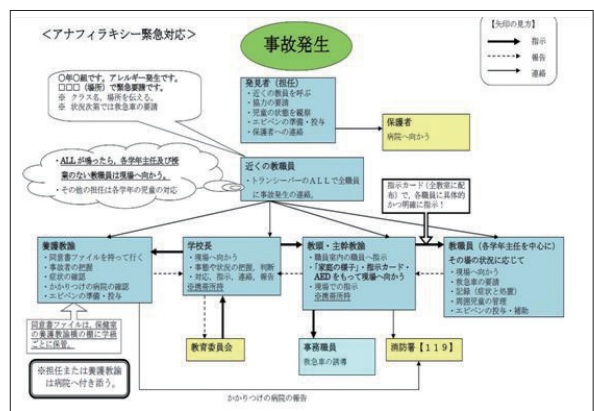 ＜アナフィラキシー緊急対応＞
事故発生
【矢印の見方】
指示
報告
連絡
〇年〇組です。アレルギー発生です。
□□□（場所）で緊急要請です。
※ クラス名、場所を伝える。
※ 状況次第では救急車の要請
発見者（担任）
・近くの教員を呼ぶ
・協力の要請
・児童の状態を観察
・エピペンの準備・投与
・保護者への連絡
保護者
病院へ向かう
・ALLが鳴ったら、各学年主任及び授
業のない教職員は現場へ向かう。
・その他の担任は各学年の児童の対応
近くの教職員
・トランシーバーのＡＬＬで全職員
に事故発生の連絡。
指示カード（全教室に配
布）で、各職員に具体的
かつ明確に指示！
養護教諭
・同意書ファイルを持って行く
・事故者の把握
・症状の確認
・かかりつけの病院の確認
・エピペンの準備・投与
学校長
・現場へ向かう
・事態や状況の把握、判断
・対応、指示、連絡、報告
※携帯所持
教頭・主幹教諭
・職員室内の職員へ指示
・「家庭の様子」・指示カード・
AEDをもって現場へ向かう
・現場での指示
※携帯所持
教職員（各学年主任を中心に）
その場の状況に応じて
・現場へ向かう
・救急車の要請
・記録（症状と処置）
・周囲児童の管理
・エピペンの投与・補助
同意書ファイルは、保健室
の養護教諭横の棚に学級
ごとに保管。
教育委員会
事務職員
救急車の誘導
消防署【１１９】
※担任または養護教諭
は病院へ付き添う。
かかりつけの病院の報告